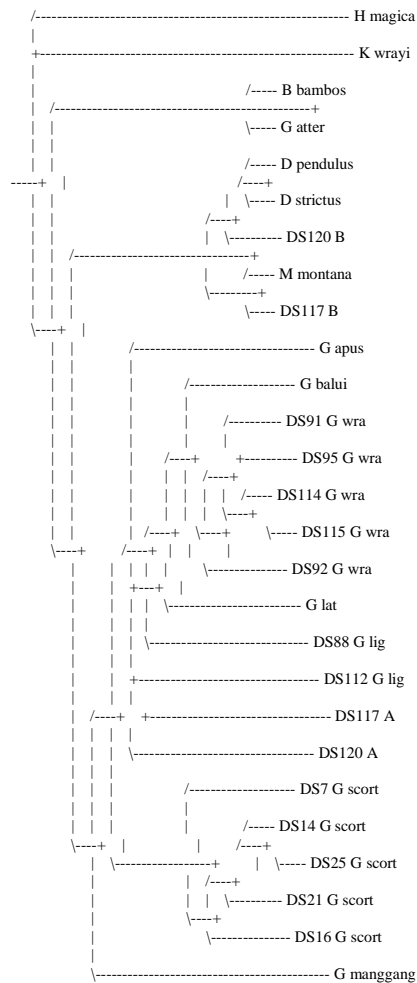 H magica
K wrayi
B bambos
G atter
D pendulus
D strictus
DS120 B
M montana
DS117 B
G apus
G balui
DS91 G wra
DS95 G wra
DS114 G wra
DS115 G wra
DS92 G wra
G lat
DS88 G lig
DS112 G lig
DS117 A
DS120 A
DS7 G scort
DS14 G scort
DS25 G scort
DS21 G scort
DS16 G scort
G manggang